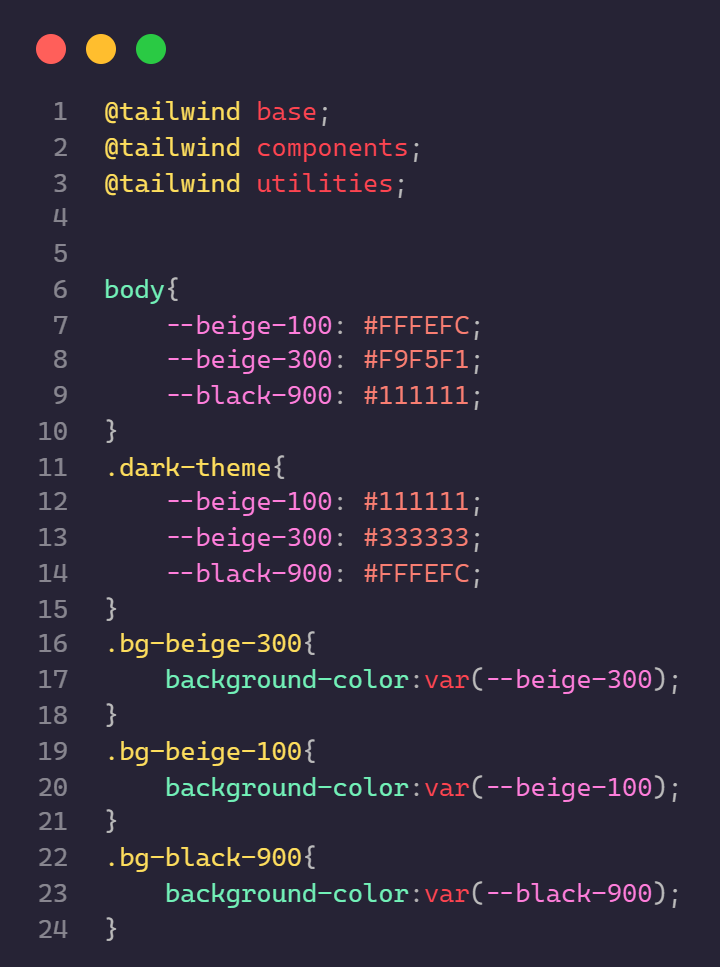 1 @tailwind base;
2 @tailwind components;
3 @tailwind utilities;
4
5
6 body{
7     --beige-100: #FFFEFC;
8     --beige-300: #F9F5F1;
9     --black-900: #111111;
10 }
11 .dark-theme{
12     --beige-100: #111111;
13     --beige-300: #333333;
14     --black-900: #FFFEFC;
15 }
16 .bg-beige-300{
17     background-color:var(--beige-300);
18 }
19 .bg-beige-100{
20     background-color:var(--beige-100);
21 }
22 .bg-black-900{
23     background-color:var(--black-900);
24 }